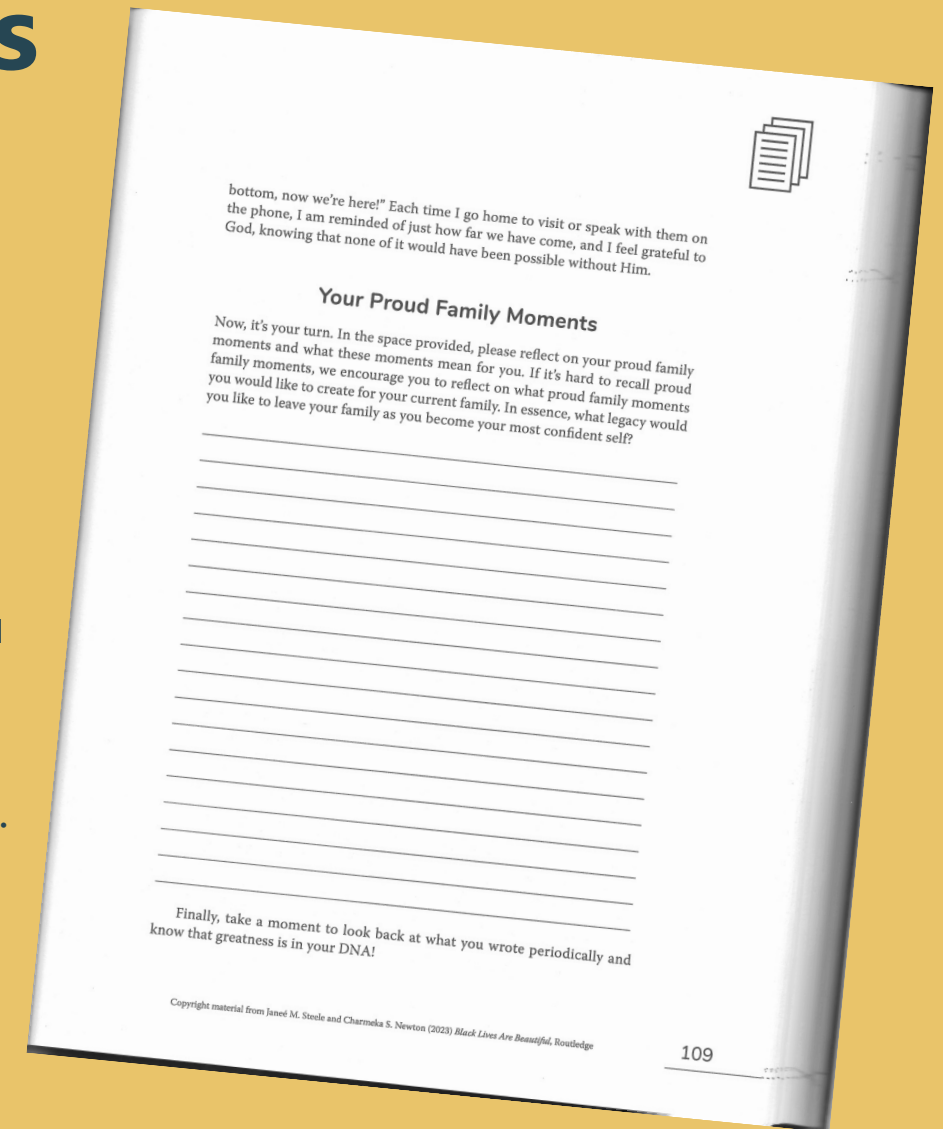 s
bottom, now we're here!" Each time I go home to visit or speak with them on
the phone, I am reminded of just how far we have come, and I feel grateful to
God, knowing that none of it would have been possible without Him.
Your Proud Family Moments
Now, it's your turn. In the space provided, please reflect on your proud family
moments and what these moments mean for you. If it's hard to recall proud
family moments, we encourage you to reflect on what proud family moments
you would like to create for your current family. In essence, what legacy would
you like to leave your family as you become your most confident self?
Finally, take a moment to look back at what you wrote periodically and
know that greatness is in your DNA!
Copyright material from Janeé M. Steele and Charmeka S. Newton (2023) Black Lives Are Beautiful, Routledge
109
.